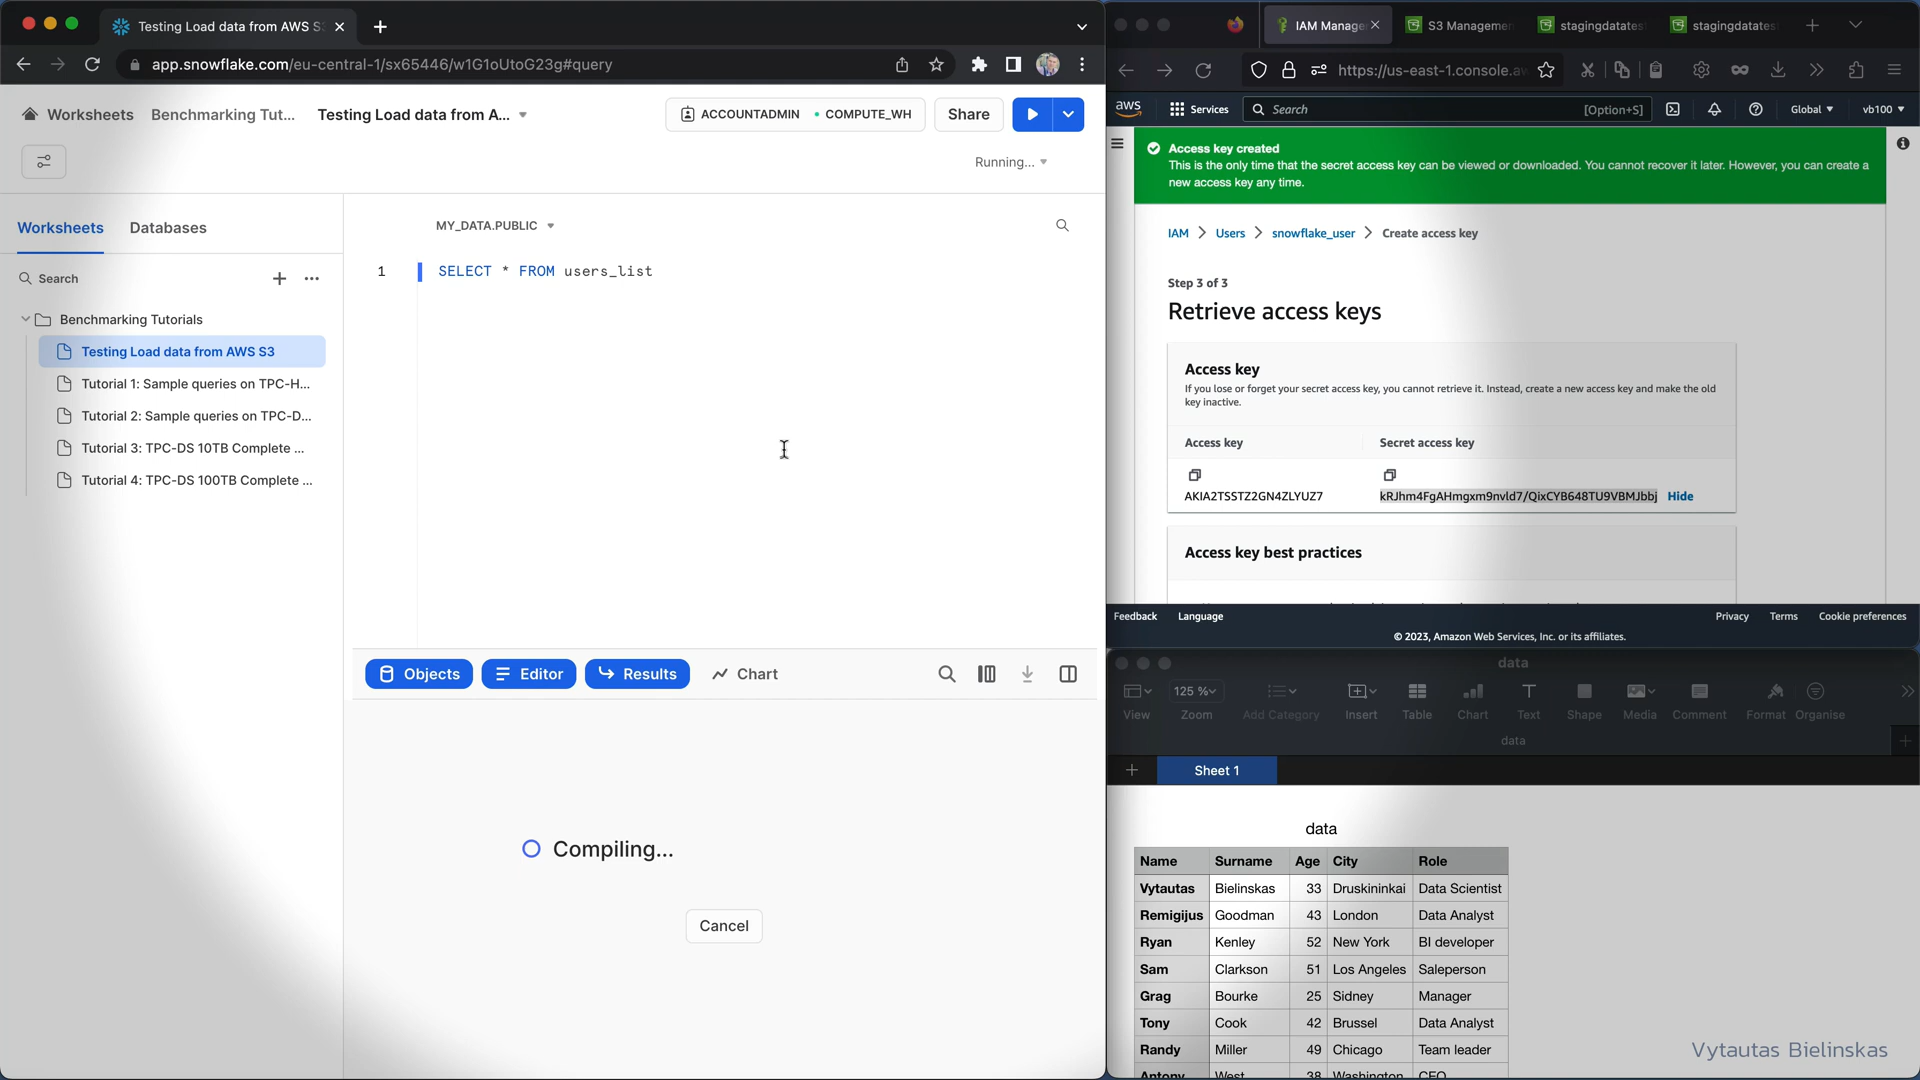 Testing Load data from AWS S
app.snowflake.com/eu-central-1/sx65446/w1G1oUtoG23g#query
Worksheets
Benchmarking Tut...
Testing Load data from A...
ACCOUNTADMIN
COMPUTE_WH
Share
Running...
Worksheets
Databases
MY_DATA.PUBLIC
Search
1
SELECT * FROM users_list
Benchmarking Tutorials
Testing Load data from AWS S3
Tutorial 1: Sample queries on TPC-H...
Tutorial 2: Sample queries on TPC-D...
Tutorial 3: TPC-DS 10TB Complete ...
Tutorial 4: TPC-DS 100TB Complete ...
Objects
Editor
Results
Chart
Compiling...
Cancel
IAM Manage
S3 Managemen
stagingdatates
stagingdatates
https://us-east-1.console.aw
aws
Services
Search
[Option+S]
Global
vb100
Access key created
This is the only time that the secret access key can be viewed or downloaded. You cannot recover it later. However, you can create a
new access key any time.
IAM
Users
snowflake_user
Create access key
Step 3 of 3
Retrieve access keys
Access key
If you lose or forget your secret access key, you cannot retrieve it. Instead, create a new access key and make the old
key inactive.
Access key
Secret access key
AKIA2TSSTZ2GN4ZLYUZ7
kRJhm4FgAHmgxm9nvld7/QixCYB648TU9VBMJbbj
Hide
Access key best practices
Feedback
Language
Privacy
Terms
Cookie preferences
© 2023, Amazon Web Services, Inc. or its affiliates.
data
125 %
View
Zoom
Add Category
Insert
Table
Chart
Text
Shape
Media
Comment
Format
Organise
data
Sheet 1
data
Name Surname Age City Role
Vytautas Bielinskas 33 Druskininkai Data Scientist
Remigijus Goodman 43 London Data Analyst
Ryan Kenley 52 New York BI developer
Sam Clarkson 51 Los Angeles Saleperson
Grag Bourke 25 Sidney Manager
Tony Cook 42 Brussel Data Analyst
Randy Miller 49 Chicago Team leader
Antony West 38 Washington CEO
Vytautas Bielinskas